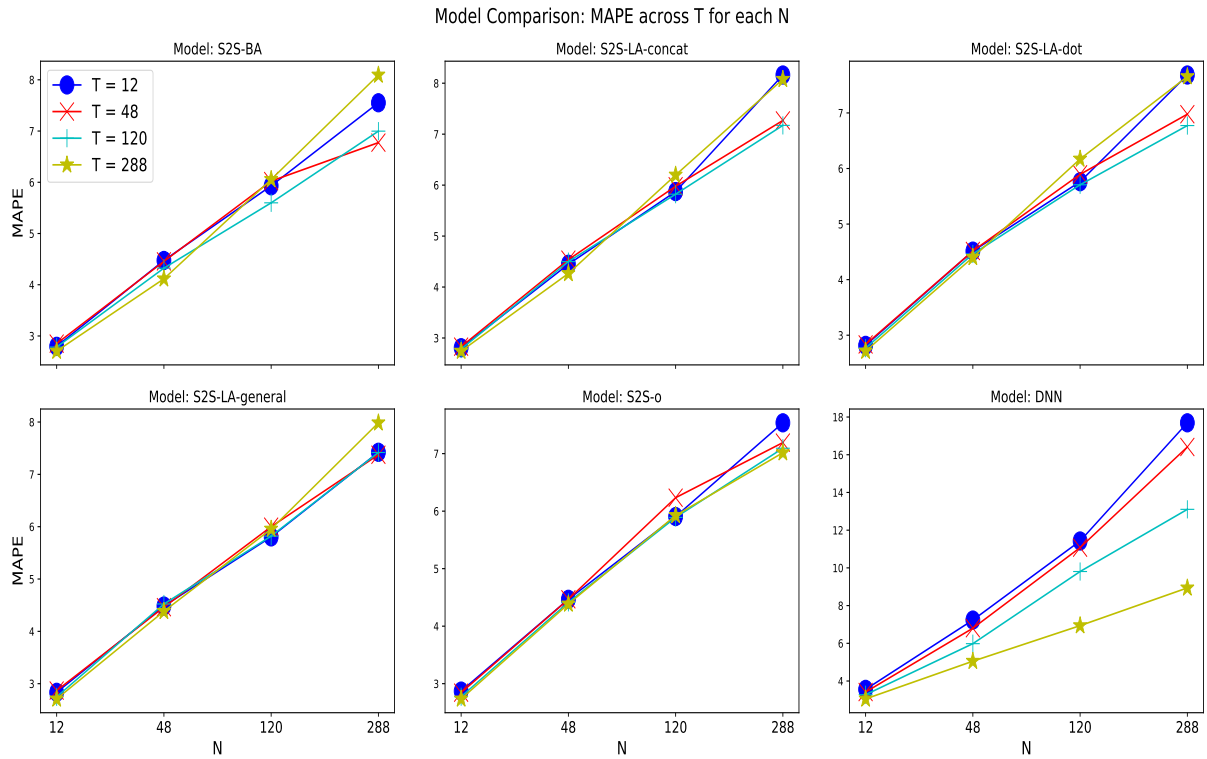 Model Comparison: MAPE across T for each N
Model: S2S-BA
T = 12
T = 48
T = 120
T = 288
MAPE
8
7
6
5
4
3
Model: S2S-LA-concat
8
7
6
5
4
3
Model: S2S-LA-dot
7
6
5
4
3
Model: S2S-LA-general
MAPE
8
7
6
5
4
3
12 48 120 288
N
Model: S2S-o
7
6
5
4
3
12 48 120 288
N
Model: DNN
18
16
14
12
10
8
6
4
12 48 120 288
N